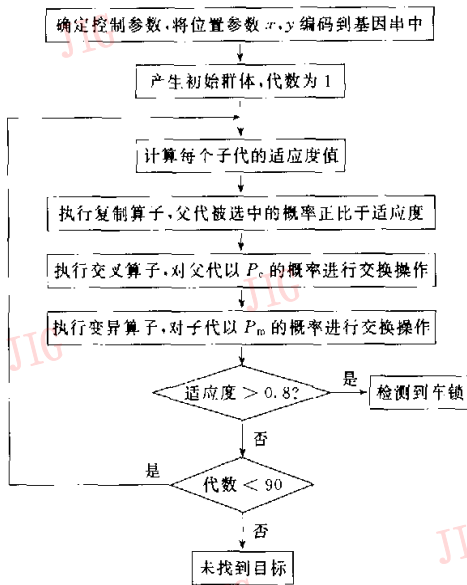 确定控制参数,将位置参数 x,y 编码到基因串中
产生初始群体,代数为 1
计算每个子代的适应度值
执行复制算子,父代被选中的概率正比于适应度
执行交叉算子,对父代以 Pc 的概率进行交换操作
执行变异算子,对子代以 Pm 的概率进行交换操作
适应度 > 0.8?
是
检测到车锁
否
是
代数 < 90
否
未找到目标
JIG
JIG
JIG
JI